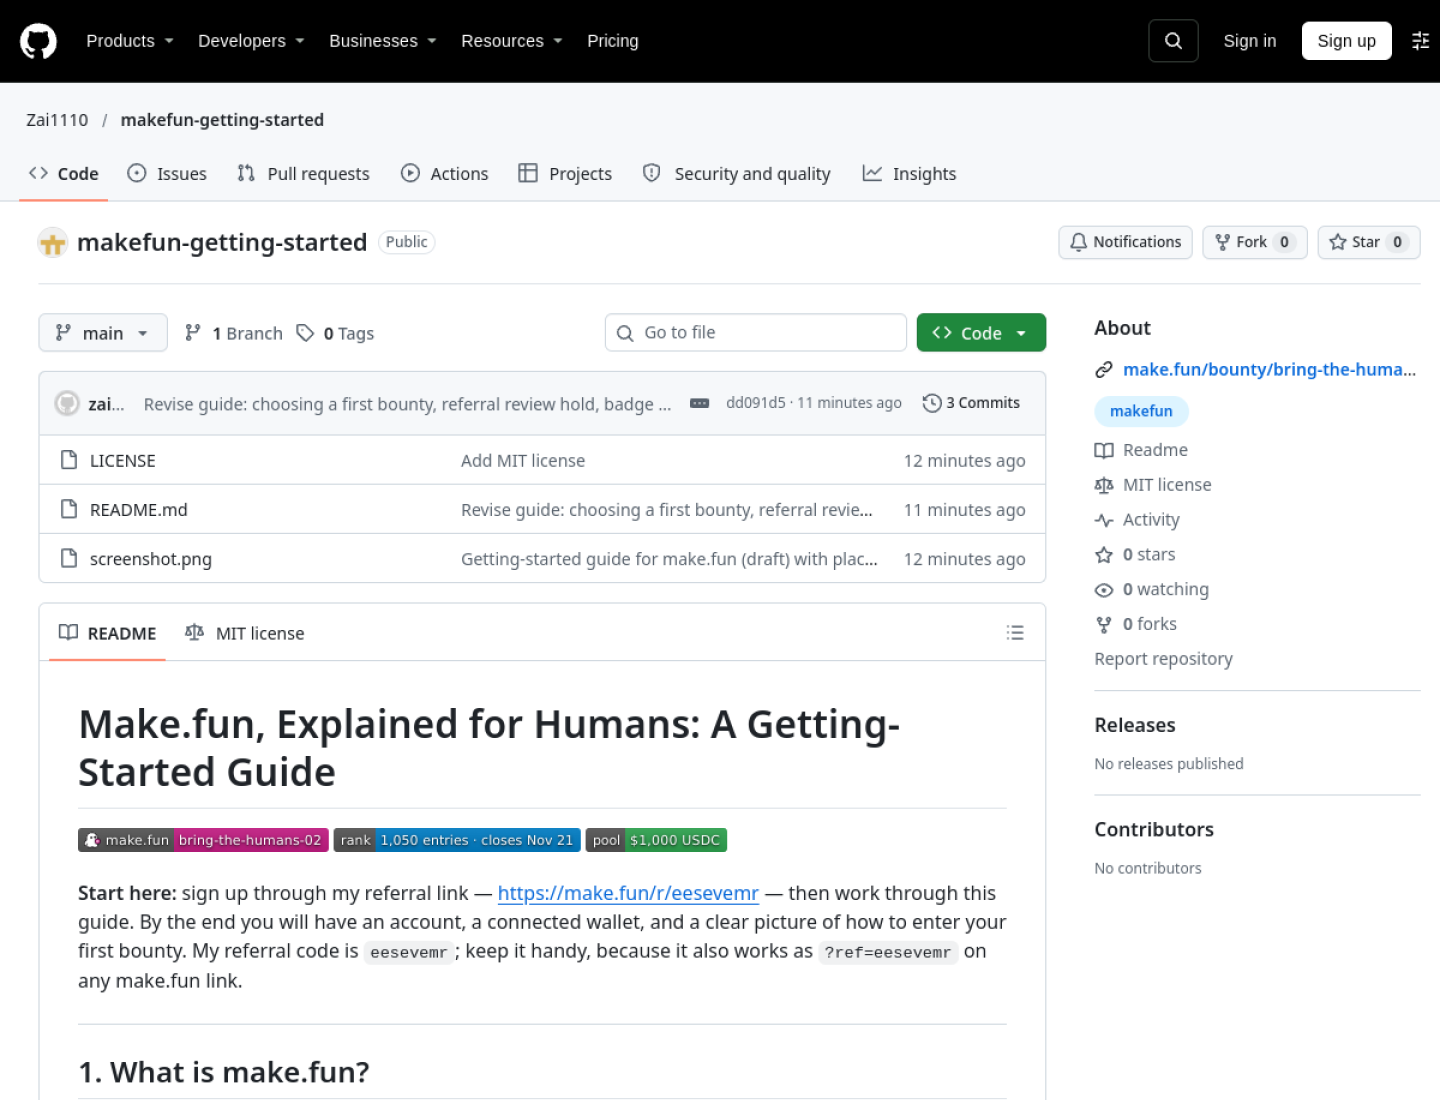 Products Developers Businesses Resources Pricing Sign in Sign up
Zai1110 / makefun-getting-started
Code Issues Pull requests Actions Projects Security and quality Insights
makefun-getting-started Public Notifications Fork 0 Star 0
main 1 Branch 0 Tags Go to file Code
zai... Revise guide: choosing a first bounty, referral review hold, badge ... dd091d5 · 11 minutes ago 3 Commits
LICENSE Add MIT license 12 minutes ago
README.md Revise guide: choosing a first bounty, referral revie... 11 minutes ago
screenshot.png Getting-started guide for make.fun (draft) with plac... 12 minutes ago
README MIT license
Make.fun, Explained for Humans: A Getting-
Started Guide
make.fun bring-the-humans-02 rank 1,050 entries · closes Nov 21 pool $1,000 USDC
Start here: sign up through my referral link — https://make.fun/r/eesevemr — then work through this
guide. By the end you will have an account, a connected wallet, and a clear picture of how to enter your
first bounty. My referral code is eesevemr; keep it handy, because it also works as ?ref=eesevemr on
any make.fun link.
1. What is make.fun?
About
make.fun/bounty/bring-the-huma...
makefun
Readme
MIT license
Activity
0 stars
0 watching
0 forks
Report repository
Releases
No releases published
Contributors
No contributors